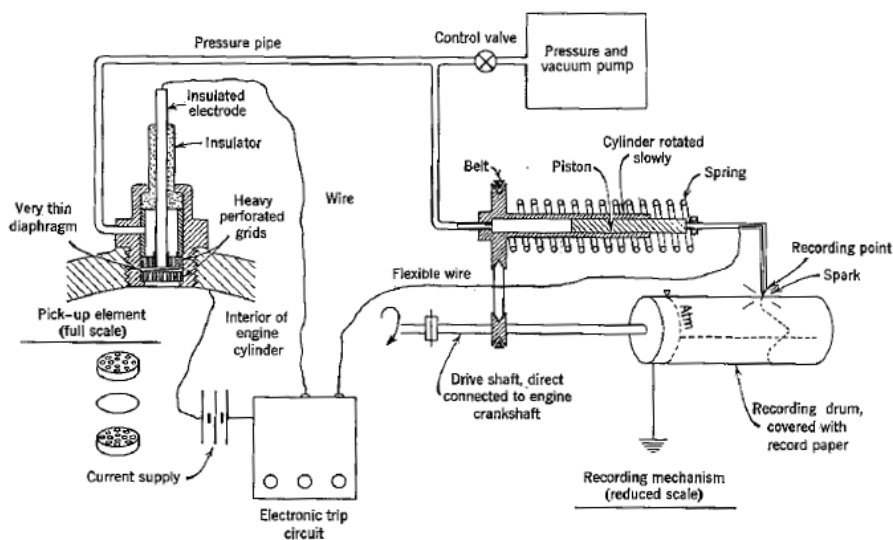 Pressure pipe
Control valve
Pressure and
vacuum pump
Insulated
electrode
Insulator
Cylinder rotated
slowly
Belt
Piston
Spring
Wire
Very thin
diaphragm
Heavy
perforated
grids
Recording point
Spark
Flexible wire
Atm
Pick-up element
(full scale)
Interior of
engine
cylinder
Drive shaft, direct
connected to engine
crankshaft
Recording drum,
covered with
record paper
Current supply
Recording mechanism
(reduced scale)
Electronic trip
circuit